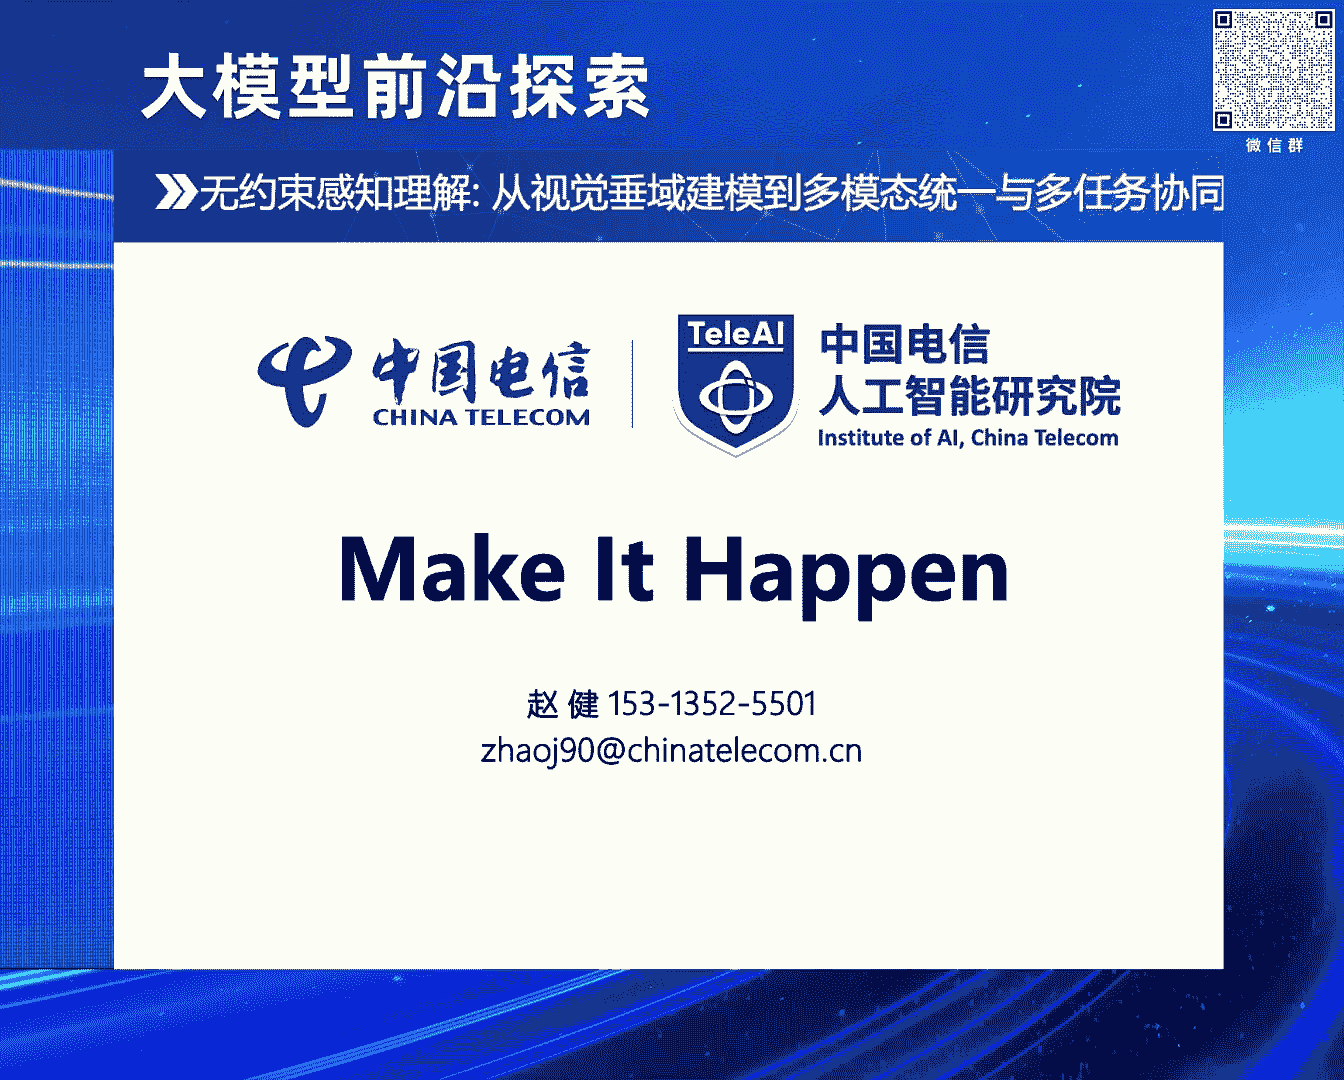 大模型前沿探索
微信群
无约束感知理解: 从视觉垂域建模到多模态统一与多任务协同
中国电信
CHINA TELECOM
TeleAI
中国电信
人工智能研究院
Institute of AI, China Telecom
Make It Happen
赵 健 153-1352-5501
zhaoj90@chinatelecom.cn